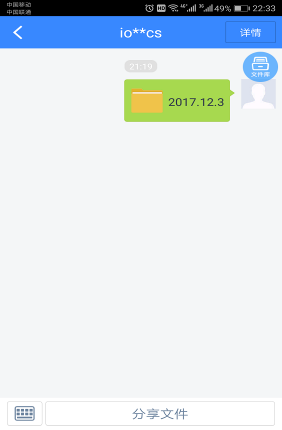 中国移动
中国联通
49% 22:33
io**cs
详情
21:19
文件库
2017.12.3
分享文件